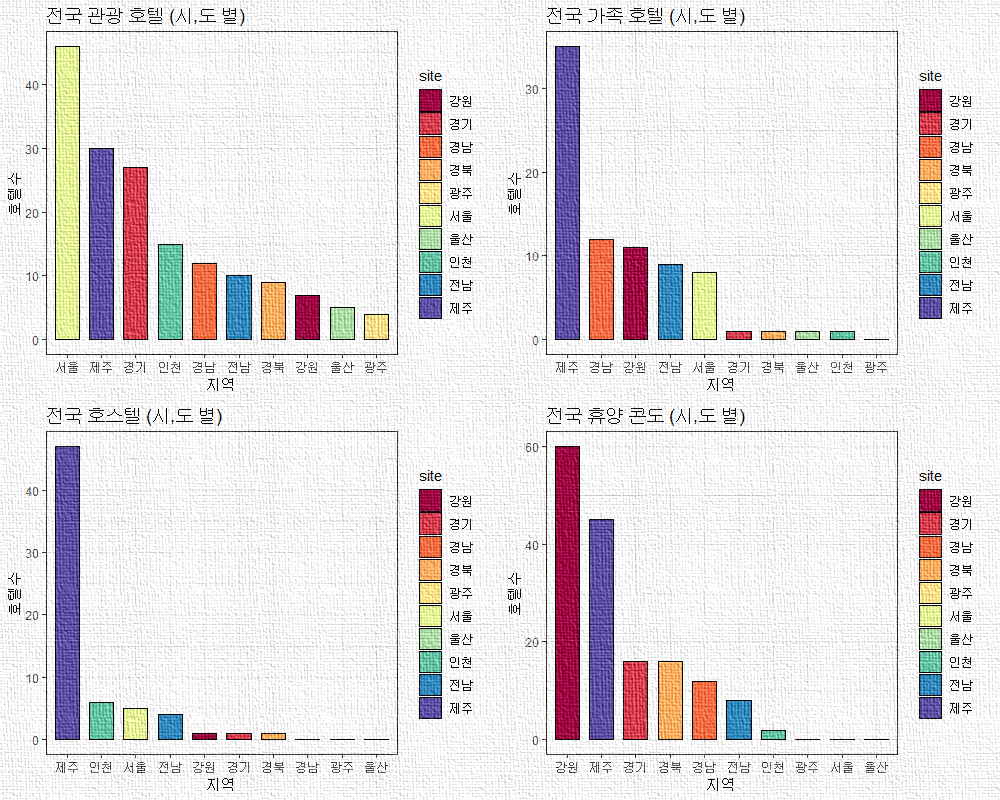 전국 관광 호텔 (시,도 별)
호텔수
40
30
20
10
0
서울 제주 경기 인천 경남 전남 경북 강원 울산 광주
지역
site
강원
경기
경남
경북
광주
서울
울산
인천
전남
제주
전국 가족 호텔 (시,도 별)
호텔수
30
20
10
0
제주 경남 강원 전남 서울 경기 경북 울산 인천 광주
지역
site
강원
경기
경남
경북
광주
서울
울산
인천
전남
제주
전국 호스텔 (시,도 별)
호텔수
40
30
20
10
0
제주 인천 서울 전남 강원 경기 경북 경남 광주 울산
지역
site
강원
경기
경남
경북
광주
서울
울산
인천
전남
제주
전국 휴양 콘도 (시,도 별)
호텔수
60
40
20
0
강원 제주 경기 경북 경남 전남 인천 광주 서울 울산
지역
site
강원
경기
경남
경북
광주
서울
울산
인천
전남
제주